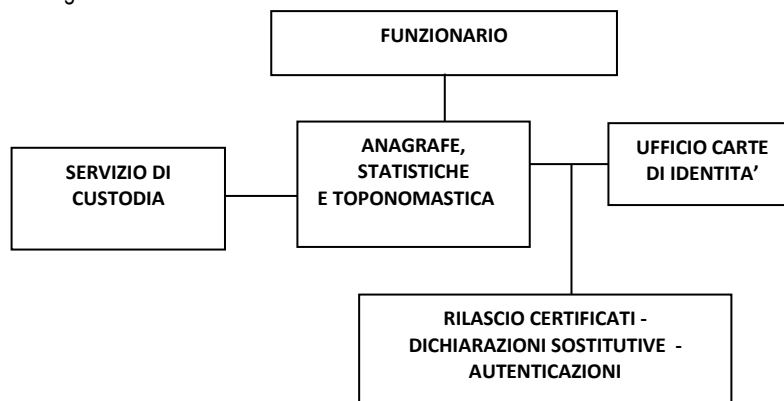 FUNZIONARIO
ANAGRAFE,
STATISTICHE
E TOPONOMASTICA
SERVIZIO DI
CUSTODIA
UFFICIO CARTE
DI IDENTITA’
RILASCIO CERTIFICATI -
DICHIARAZIONI SOSTITUTIVE -
AUTENTICAZIONI